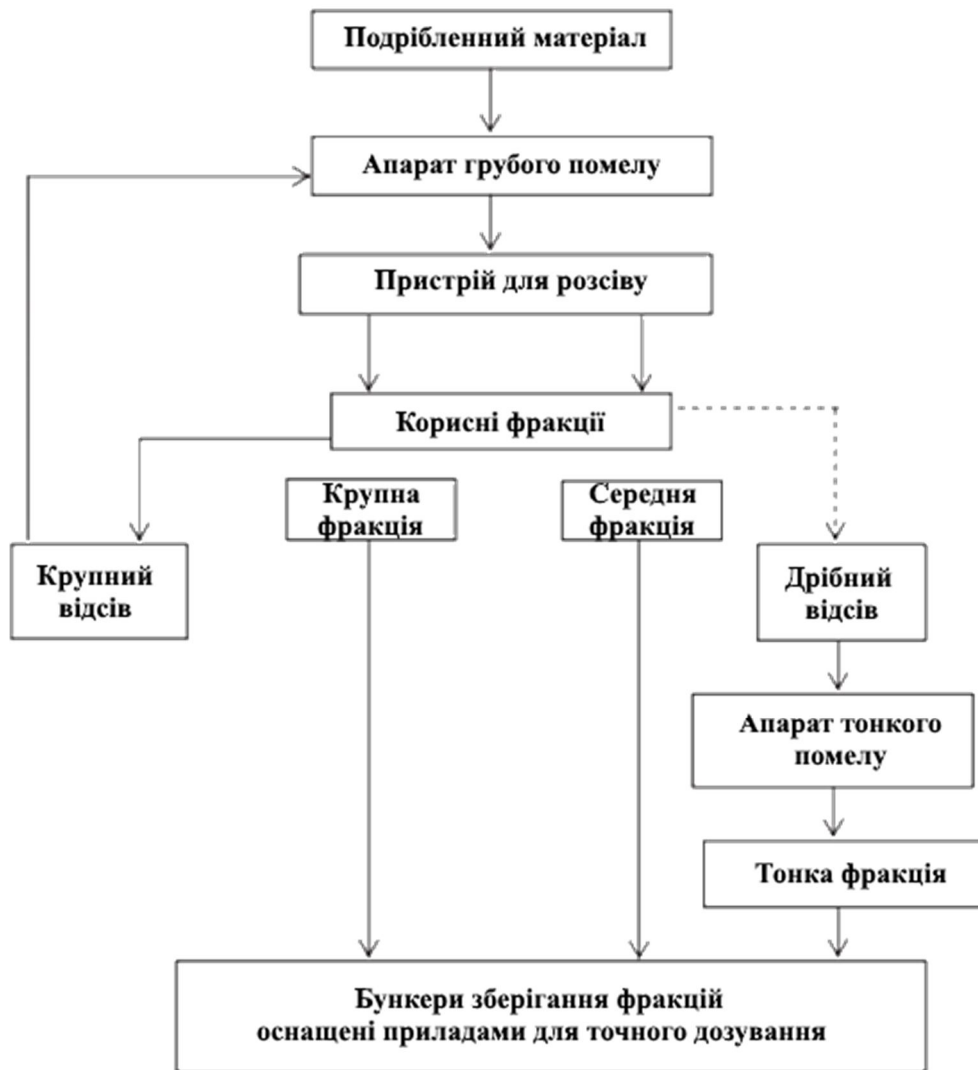 Подрібленний матеріал
Апарат грубого помелу
Пристрій для розсіву
Корисні фракції
Крупна
фракція
Середня
фракція
Крупний
відсів
Дрібний
відсів
Апарат тонкого
помелу
Тонка фракція
Бункери зберігання фракцій
оснащені приладами для точного дозування